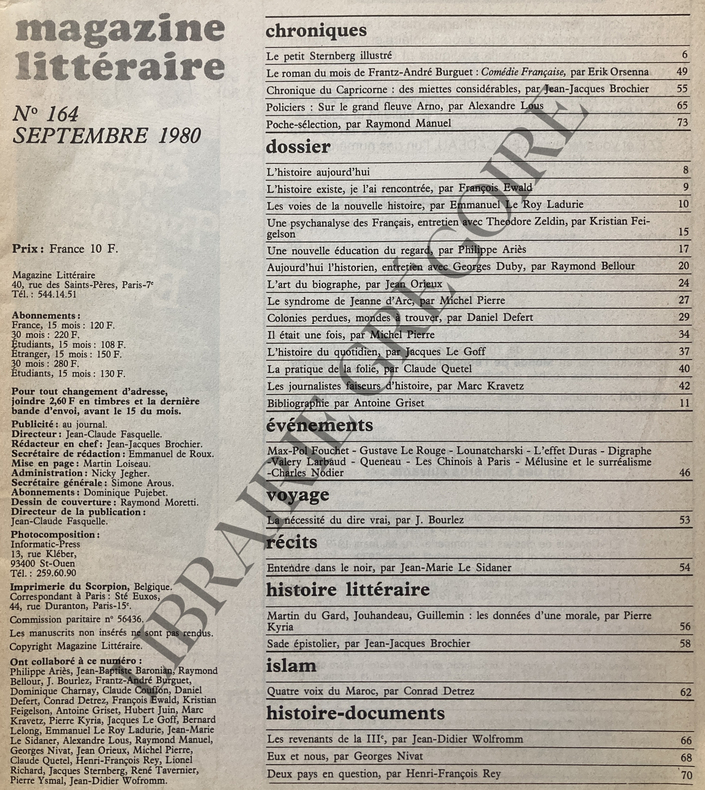 magazine
littéraire
Nº 164
SEPTEMBRE 1980
Prix : France 10 F.
Magazine Littéraire
40, rue des Saints-Pères, Paris-7e
Tél. : 544.14.51
Abonnements :
France, 15 mois : 120 F.
30 mois : 220 F.
Étudiants, 15 mois : 108 F.
Étranger, 15 mois : 150 F.
30 mois : 280 F.
Étudiants, 15 mois : 130 F.
Pour tout changement d'adresse,
joindre 2,60 F en timbres et la dernière
bande d'envoi, avant le 15 du mois.
Publicité : au journal.
Directeur : Jean-Claude Fasquelle.
Rédacteur en chef : Jean-Jacques Brochier.
Secrétaire de rédaction : Emmanuel de Roux.
Mise en page : Martin Loiseau.
Administration : Nicky Jegher.
Secrétaire générale : Simone Arous.
Abonnements : Dominique Pujebet.
Dessin de couverture : Raymond Moretti.
Directeur de la publication :
Jean-Claude Fasquelle.
Photocomposition :
Informatic-Press
13, rue Kléber,
93400 St-Ouen
Tél. : 259.60.90
Imprimerie du Scorpion, Belgique.
Correspondant à Paris : Sté Euxos,
44, rue Duranton, Paris-15e.
Commission paritaire nº 56436.
Les manuscrits non insérés ne sont pas rendus.
Copyright Magazine Littéraire.
Ont collaboré à ce numéro :
Philippe Ariès, Jean-Baptiste Baronian, Raymond
Bellour, J. Bourlez, Frantz-André Burguet,
Dominique Charnay, Claude Couffon, Daniel
Defert, Conrad Detrez, François Ewald, Kristian
Feigelson, Antoine Griset, Hubert Juin, Marc
Kravetz, Pierre Kyria, Jacques Le Goff, Bernard
Lelong, Emmanuel Le Roy Ladurie, Jean-Marie
Le Sidaner, Alexandre Lous, Raymond Manuel,
Georges Nivat, Jean Orieux, Michel Pierre,
Claude Quetel, Henri-François Rey, Lionel
Richard, Jacques Sternberg, René Tavernier,
Pierre Ysmal, Jean-Didier Wolfromm.
chroniques
Le petit Sternberg illustré 6
Le roman du mois de Frantz-André Burguet : Comédie Française, par Erik Orsenna 49
Chronique du Capricorne : des miettes considérables, par Jean-Jacques Brochier 55
Policiers : Sur le grand fleuve Arno, par Alexandre Lous 65
Poche-sélection, par Raymond Manuel 73
dossier
L'histoire aujourd'hui 8
L'histoire existe, je l'ai rencontrée, par François Ewald 9
Les voies de la nouvelle histoire, par Emmanuel Le Roy Ladurie 10
Une psychanalyse des Français, entretien avec Theodore Zeldin, par Kristian Fei-
gelson 15
Une nouvelle éducation du regard, par Philippe Ariès 17
Aujourd'hui l'historien, entretien avec Georges Duby, par Raymond Bellour 20
L'art du biographe, par Jean Orieux 24
Le syndrome de Jeanne d'Arc, par Michel Pierre 27
Colonies perdues, mondes à trouver, par Daniel Defert 29
Il était une fois, par Michel Pierre 34
L'histoire du quotidien, par Jacques Le Goff 37
La pratique de la folie, par Claude Quetel 40
Les journalistes faiseurs d'histoire, par Marc Kravetz 42
Bibliographie par Antoine Griset 11
événements
Max-Pol Fouchet - Gustave Le Rouge - Lounatcharski - L'effet Duras - Digraphe
-Valery Larbaud - Queneau - Les Chinois à Paris - Mélusine et le surréalisme
-Charles Nodier 46
voyage
La nécessité du dire vrai, par J. Bourlez 53
récits
Entendre dans le noir, par Jean-Marie Le Sidaner 54
histoire littéraire
Martin du Gard, Jouhandeau, Guillemin : les données d'une morale, par Pierre
Kyria 56
Sade épistolier, par Jean-Jacques Brochier 58
islam
Quatre voix du Maroc, par Conrad Detrez 62
histoire-documents
Les revenants de la IIIe, par Jean-Didier Wolfromm 66
Eux et nous, par Georges Nivat 68
Deux pays en question, par Henri-François Rey 70
LIBRAIRIE GRÉGOIRE